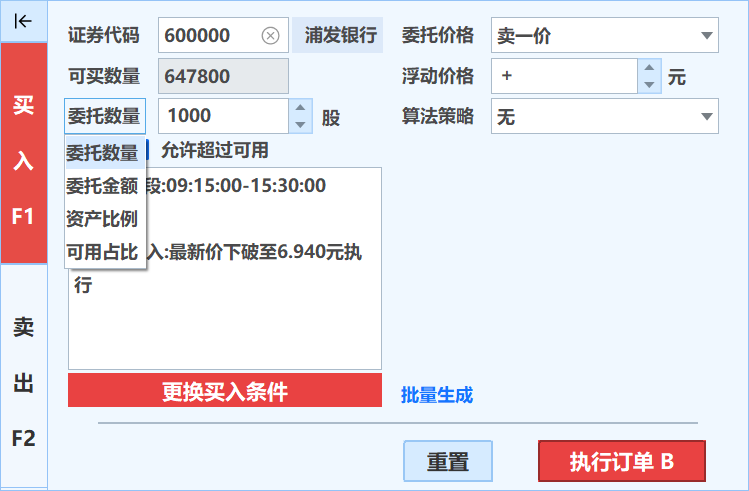 买
入
F1
卖
出
F2
证券代码 600000 浦发银行 委托价格 卖一价
可买数量 647800 浮动价格 + 元
委托数量 1000 股 算法策略 无
委托数量 允许超过可用
委托金额 段:09:15:00-15:30:00
资产比例
可用占比 入:最新价下破至6.940元执
行
更换买入条件 批量生成
重置 执行订单 B